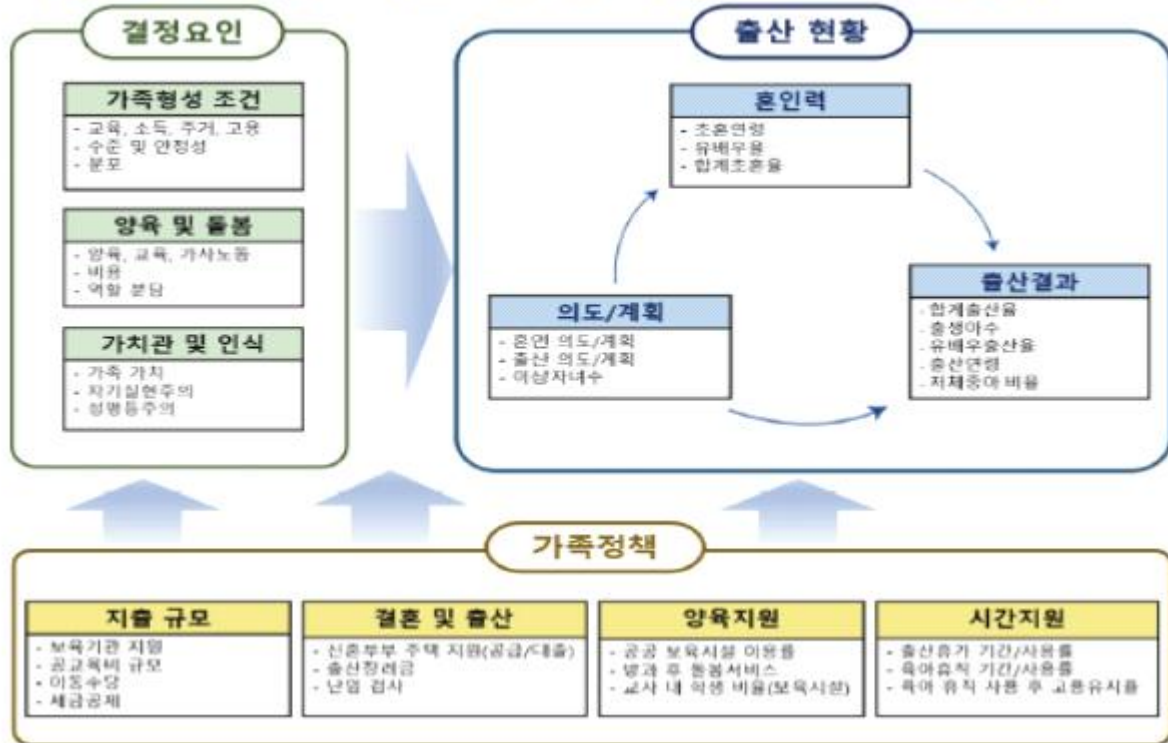 결정요인
가족형성 조건
- 교육, 소득, 주거, 고용
- 수준 및 안정성
- 분포
양육 및 돌봄
- 양육, 교육, 가사노동
- 비용
- 역할 분담
가치관 및 인식
- 가족 가치
- 자기실현주의
- 성평등주의
출산 현황
혼인력
- 초혼연령
- 유배우율
- 합계초혼율
의도/계획
- 혼인 의도/계획
- 출산 의도/계획
- 이상자녀수
출산결과
- 합계출산율
- 출생아수
- 유배우출산율
- 출산연령
- 저체중아 비율
가족정책
지출 규모
- 보육기관 지원
- 공교육비 규모
- 아동수당
- 세금공제
결혼 및 출산
- 신혼부부 주택 지원(공급/대출)
- 출산장려금
- 난임 검사
양육지원
- 공공 보육시설 이용률
- 방과 후 돌봄서비스
- 교사 내 학생 비율(보육시설)
시간지원
- 출산휴가 기간/사용률
- 육아휴직 기간/사용률
- 육아 휴직 사용 후 고용유지율